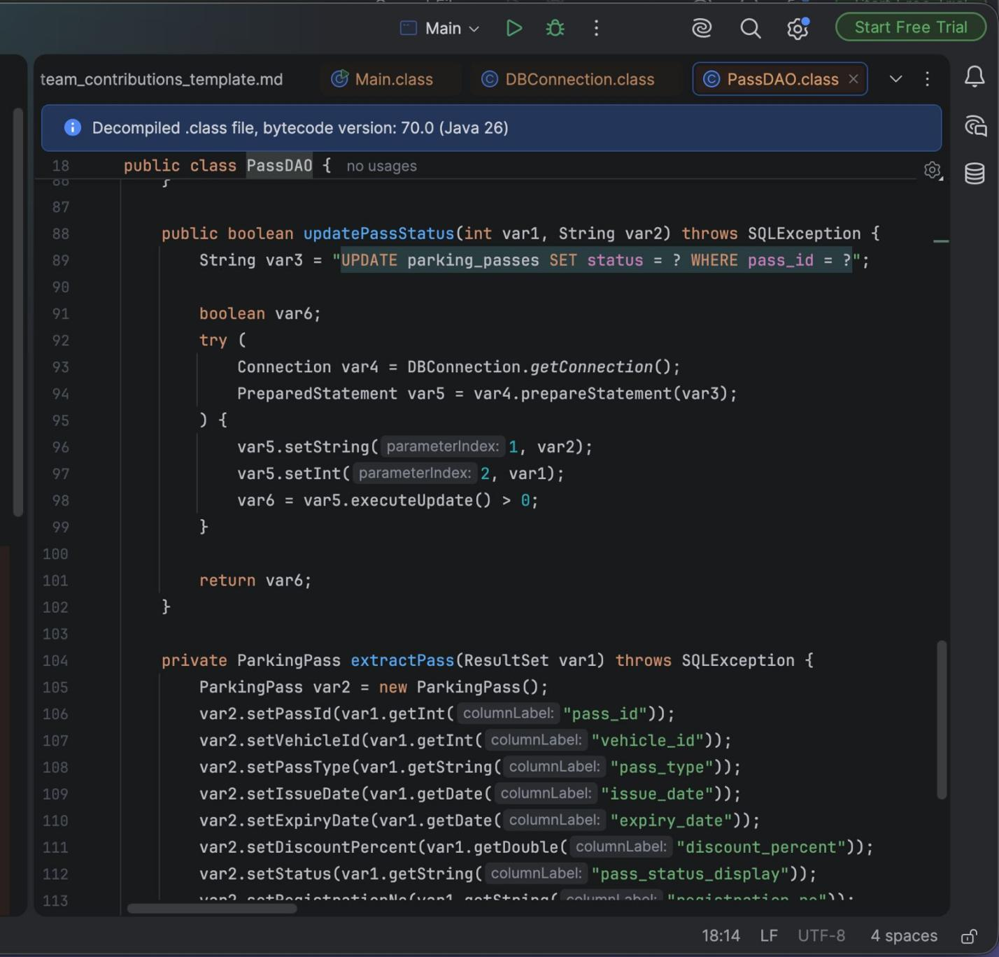 Main
Start Free Trial
team_contributions_template.md
Main.class
DBConnection.class
PassDAO.class
Decompiled .class file, bytecode version: 70.0 (Java 26)
18 public class PassDAO { no usages
86 }
87
88 public boolean updatePassStatus(int var1, String var2) throws SQLException {
89 String var3 = "UPDATE parking_passes SET status = ? WHERE pass_id = ?";
90
91 boolean var6;
92 try (
93 Connection var4 = DBConnection.getConnection();
94 PreparedStatement var5 = var4.prepareStatement(var3);
95 ) {
96 var5.setString( parameterIndex: 1, var2);
97 var5.setInt( parameterIndex: 2, var1);
98 var6 = var5.executeUpdate() > 0;
99 }
100
101 return var6;
102 }
103
104 private ParkingPass extractPass(ResultSet var1) throws SQLException {
105 ParkingPass var2 = new ParkingPass();
106 var2.setPassId(var1.getInt( columnLabel: "pass_id"));
107 var2.setVehicleId(var1.getInt( columnLabel: "vehicle_id"));
108 var2.setPassType(var1.getString( columnLabel: "pass_type"));
109 var2.setIssueDate(var1.getDate( columnLabel: "issue_date"));
110 var2.setExpiryDate(var1.getDate( columnLabel: "expiry_date"));
111 var2.setDiscountPercent(var1.getDouble( columnLabel: "discount_percent"));
112 var2.setStatus(var1.getString( columnLabel: "pass_status_display"));
113 var2.setRegistrationNo(var1.getString( columnLabel: "registration_no"));
18:14 LF UTF-8 4 spaces